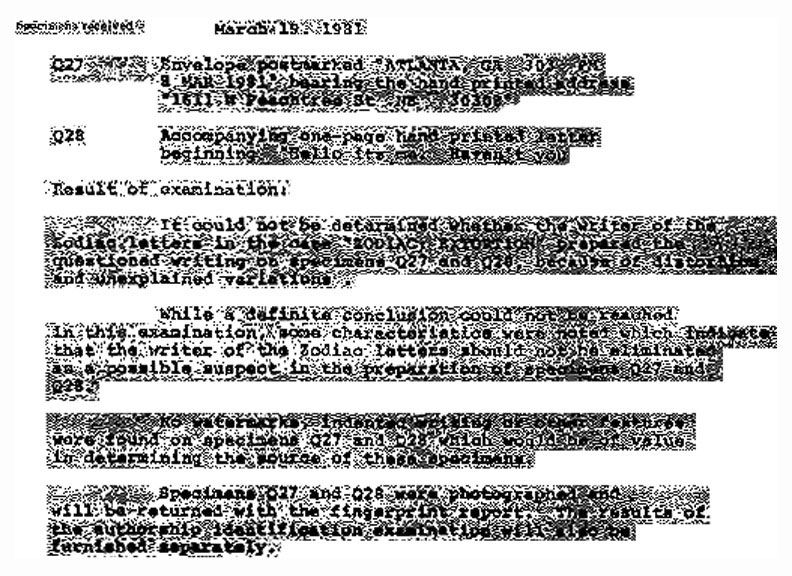 Specimens received March 19, 1981
Q27 Envelope postmarked "ATLANTA, GA 303 PM
8 MAR 1981" bearing the hand printed address
"1611 W Peachtree St NE 30308"
Q28 Accompanying one-page hand printed letter
beginning "Hello its me. Haven't you
Result of examination:
It could not be determined whether the writer of the
Zodiac letters in the case "ZODIAC; EXTORTION" prepared the
questioned writing on specimens Q27 and Q28, because of distortion
and unexplained variations.
While a definite conclusion could not be reached
in this examination, some characteristics were noted which indicate
that the writer of the Zodiac letters should not be eliminated
as a possible suspect in the preparation of specimens Q27 and
Q28.
No watermarks, indented writing or other features
were found on specimens Q27 and Q28 which would be of value
in determining the source of these specimens.
Specimens Q27 and Q28 were photographed and
will be returned with the fingerprint report. The results of
the authorship identification examination will also be
furnished separately.